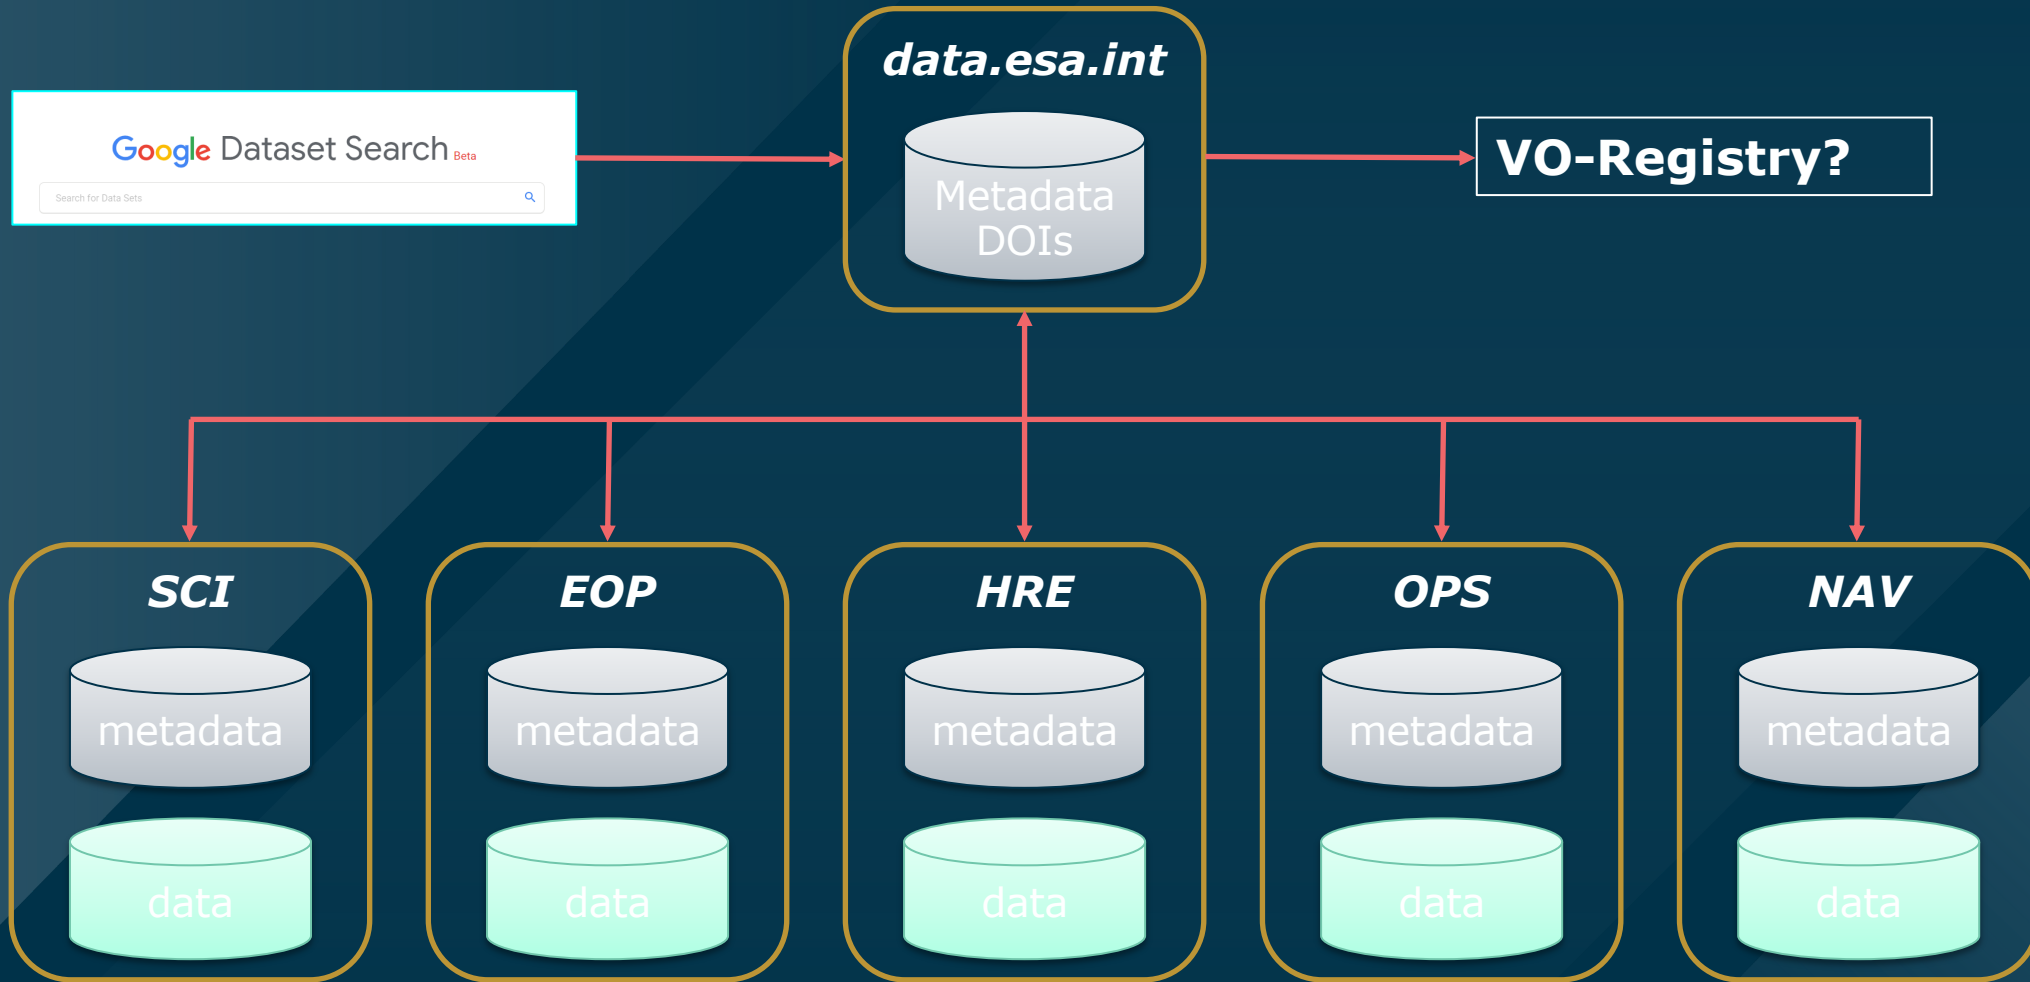 data.esa.int
Google Dataset Search Beta
Search for Data Sets
Metadata
DOIs
VO-Registry?
SCI
EOP
HRE
OPS
NAV
metadata
metadata
metadata
metadata
metadata
data
data
data
data
data